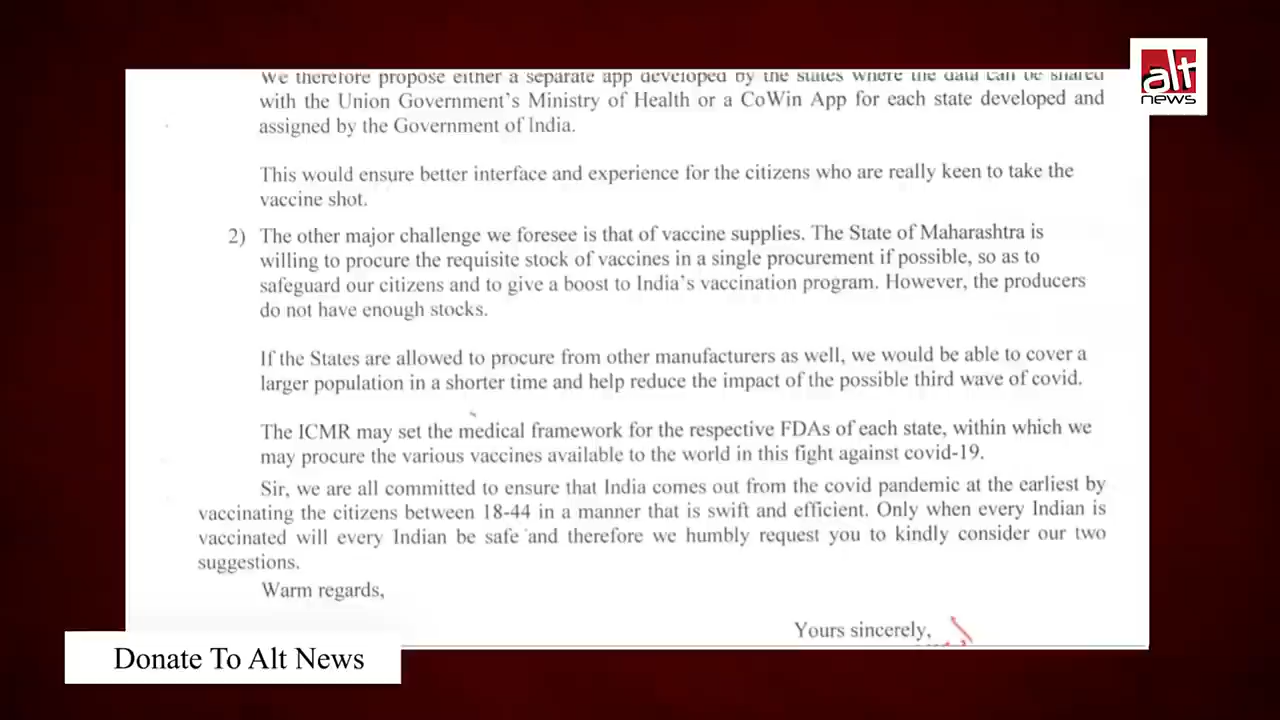 alt
news
We therefore propose either a separate app developed by the states where the data can be shared
with the Union Government's Ministry of Health or a CoWin App for each state developed and
assigned by the Government of India.
This would ensure better interface and experience for the citizens who are really keen to take the
vaccine shot.
2) The other major challenge we foresee is that of vaccine supplies. The State of Maharashtra is
willing to procure the requisite stock of vaccines in a single procurement if possible, so as to
safeguard our citizens and to give a boost to India's vaccination program. However, the producers
do not have enough stocks.
If the States are allowed to procure from other manufacturers as well, we would be able to cover a
larger population in a shorter time and help reduce the impact of the possible third wave of covid.
The ICMR may set the medical framework for the respective FDAs of each state, within which we
may procure the various vaccines available to the world in this fight against covid-19.
Sir, we are all committed to ensure that India comes out from the covid pandemic at the earliest by
vaccinating the citizens between 18-44 in a manner that is swift and efficient. Only when every Indian is
vaccinated will every Indian be safe and therefore we humbly request you to kindly consider our two
suggestions.
Warm regards,
Yours sincerely,
Donate To Alt News